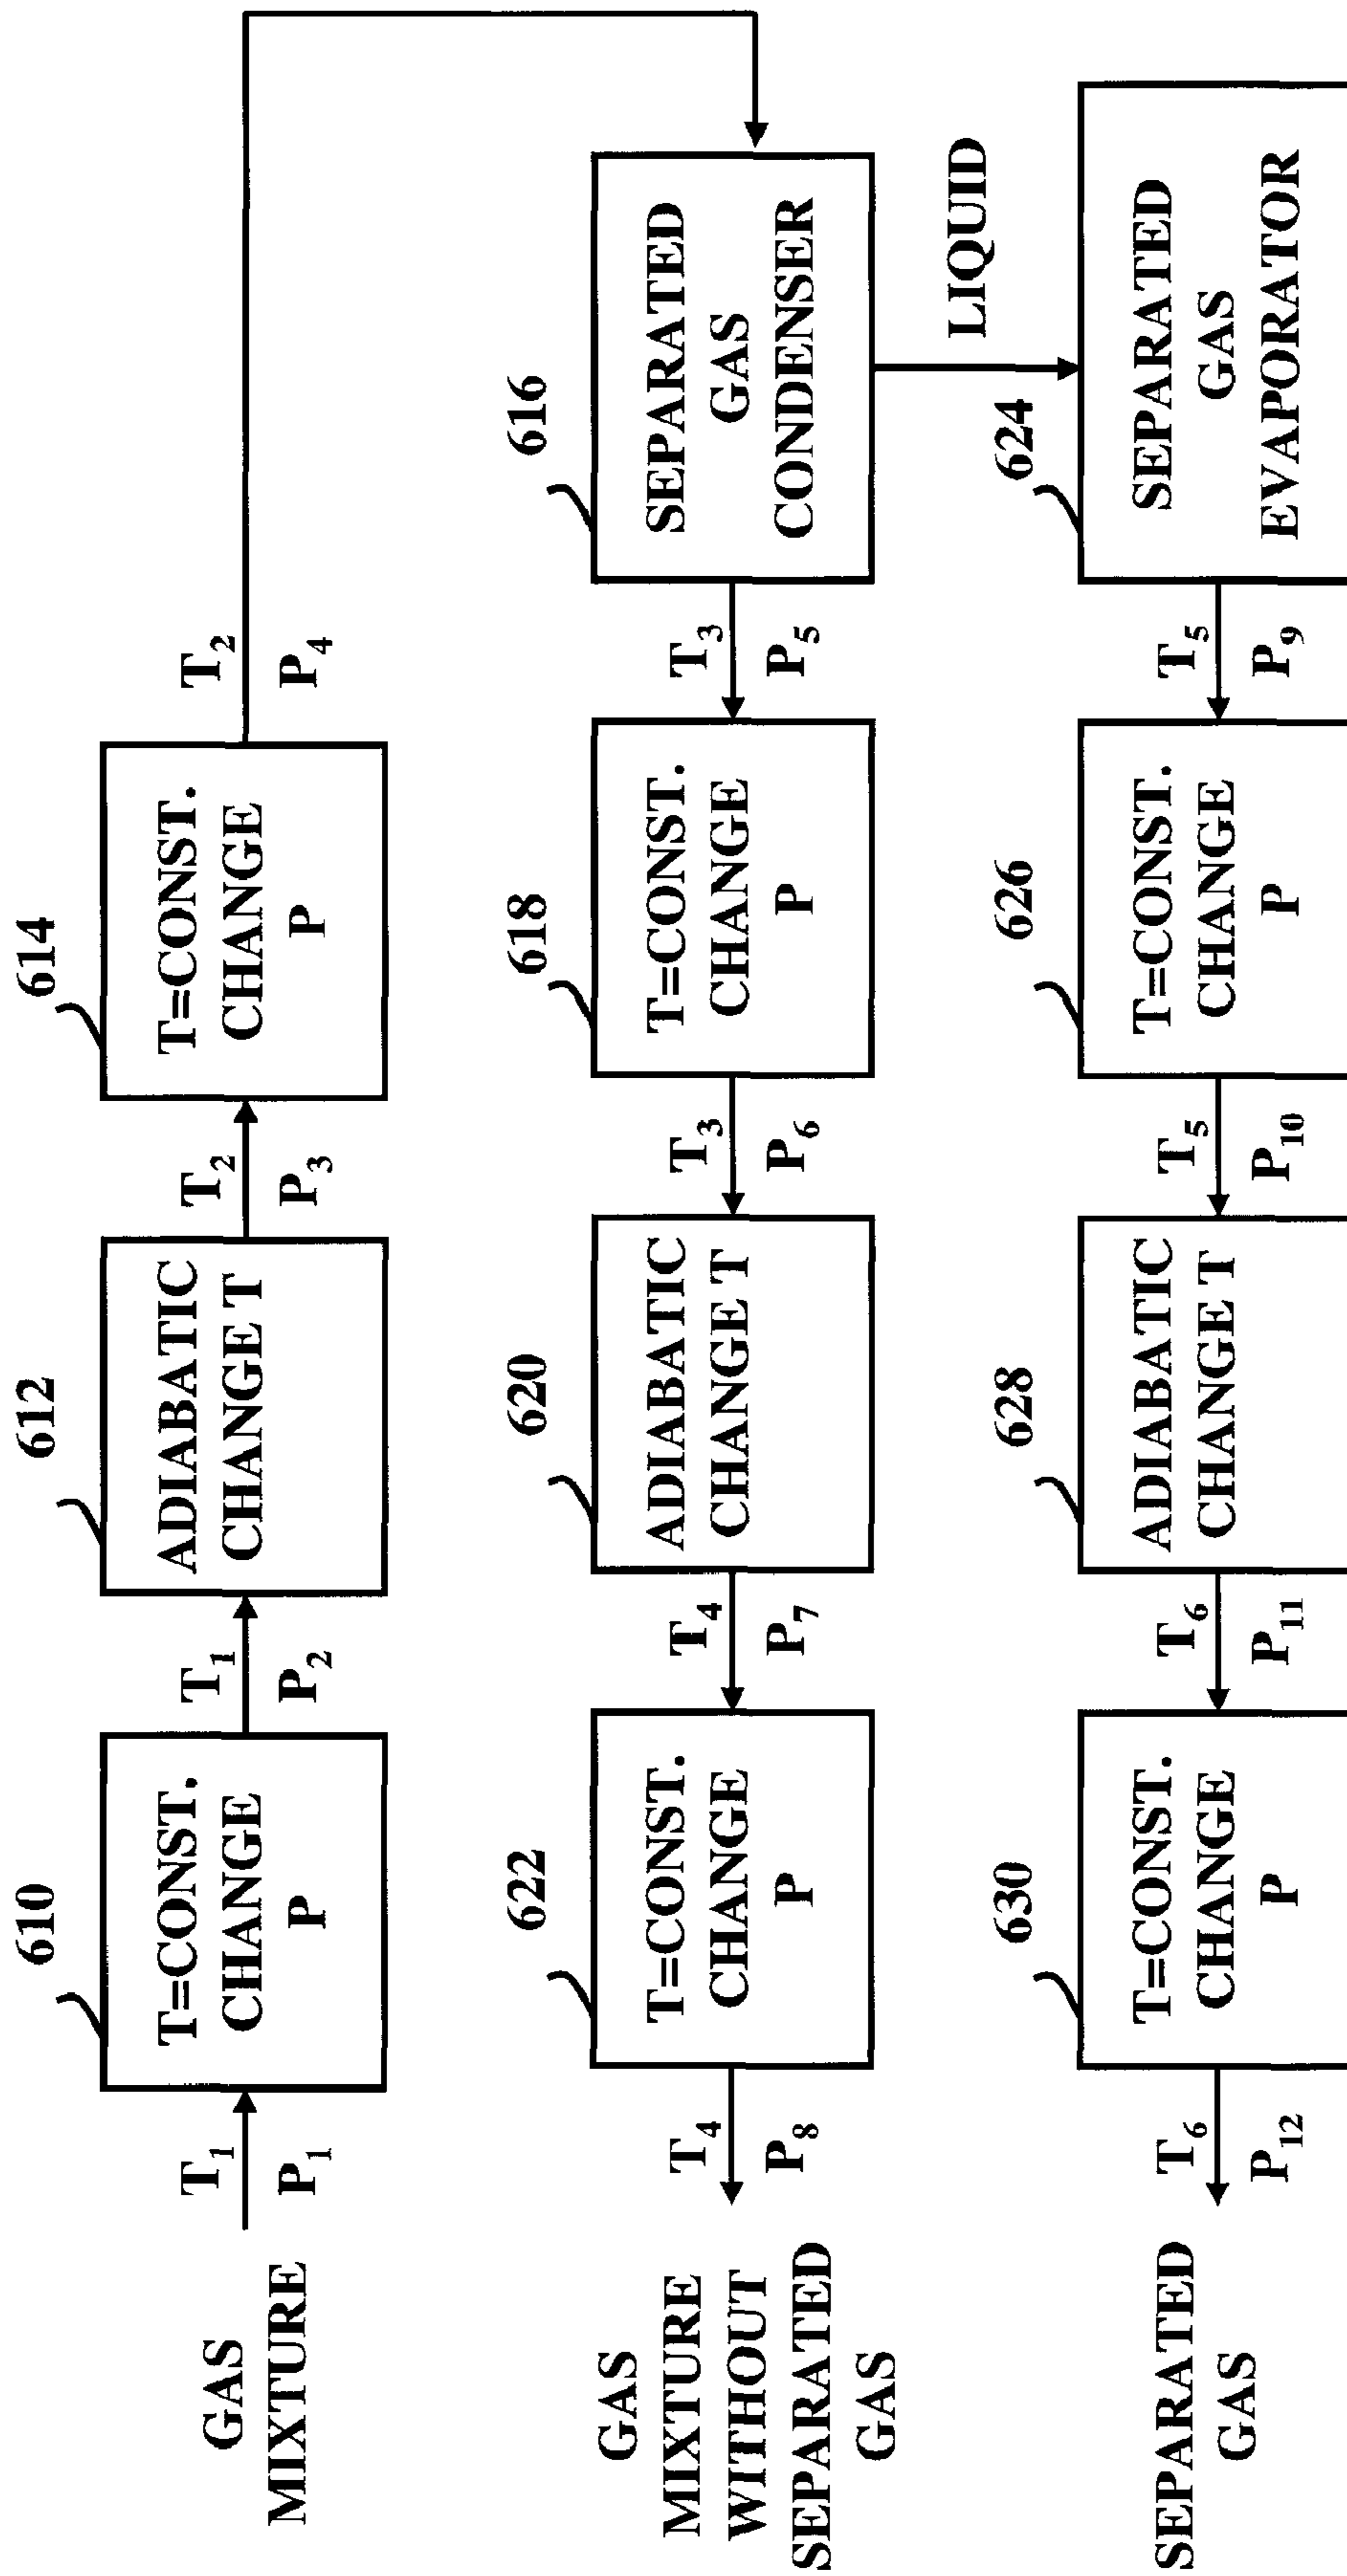 GAS
MIXTURE
T1
P1
610
T=CONST.
CHANGE
P
T1
P2
612
ADIABATIC
CHANGE T
T2
P3
614
T=CONST.
CHANGE
P
T2
P4
616
SEPARATED
GAS
CONDENSER
T3
P5
618
T=CONST.
CHANGE
P
T3
P6
620
ADIABATIC
CHANGE T
T4
P7
622
T=CONST.
CHANGE
P
T4
P8
GAS
MIXTURE
WITHOUT
SEPARATED
GAS
LIQUID
624
SEPARATED
GAS
EVAPORATOR
T5
P9
626
T=CONST.
CHANGE
P
T5
P10
628
ADIABATIC
CHANGE T
T6
P11
630
T=CONST.
CHANGE
P
T6
P12
SEPARATED
GAS